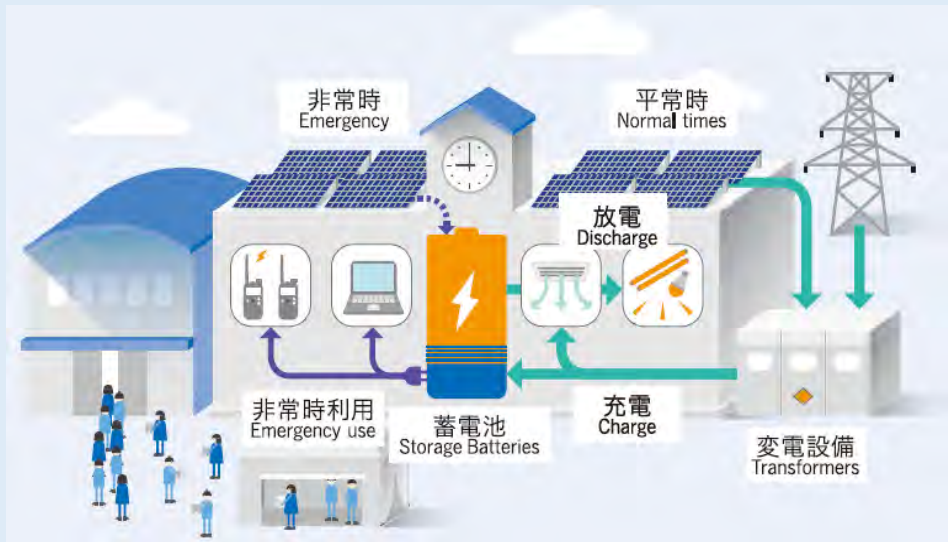 非常時
Emergency
平常時
Normal times
放電
Discharge
非常時利用
Emergency use
蓄電池
Storage Batteries
充電
Charge
変電設備
Transformers